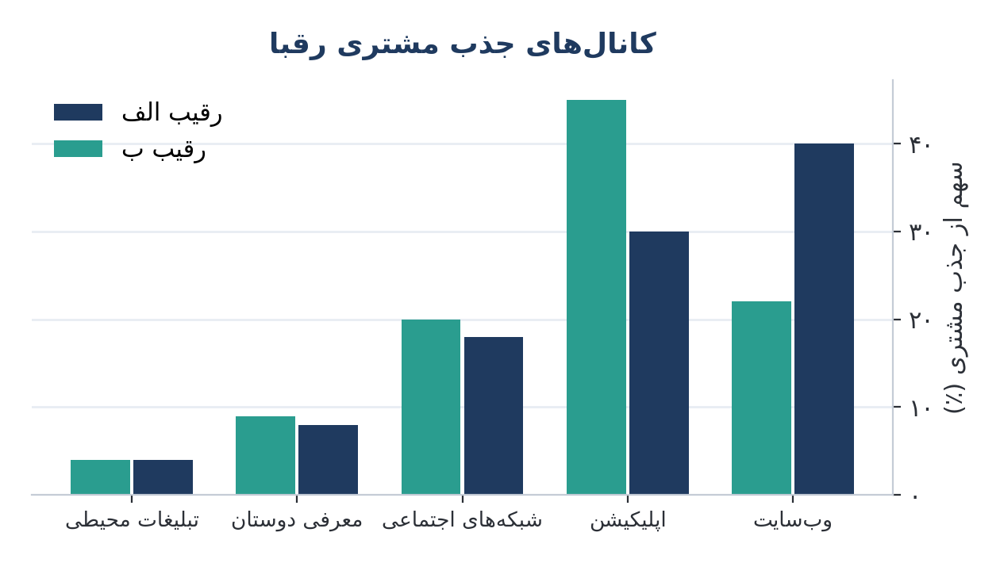 کانال‌های جذب مشتری رقبا
رقیب الف
رقیب ب
۴۰
۳۰
۲۰
۱۰
۰
سهم از جذب مشتری (٪)
وب‌سایت
اپلیکیشن
شبکه‌های اجتماعی
معرفی دوستان
تبلیغات محیطی